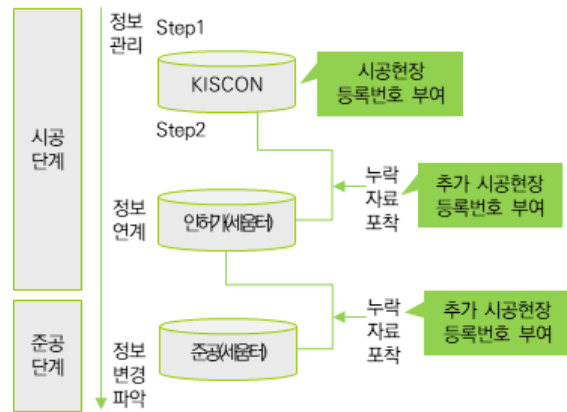 정보
관리
Step1
KISCON
시공현장
등록번호 부여
시공
단계
Step2
누락
자료
포착
추가 시공현장
등록번호 부여
정보
연계
인허가(세움터)
준공
단계
누락
자료
포착
추가 시공현장
등록번호 부여
정보
변경
파악
준공(세움터)